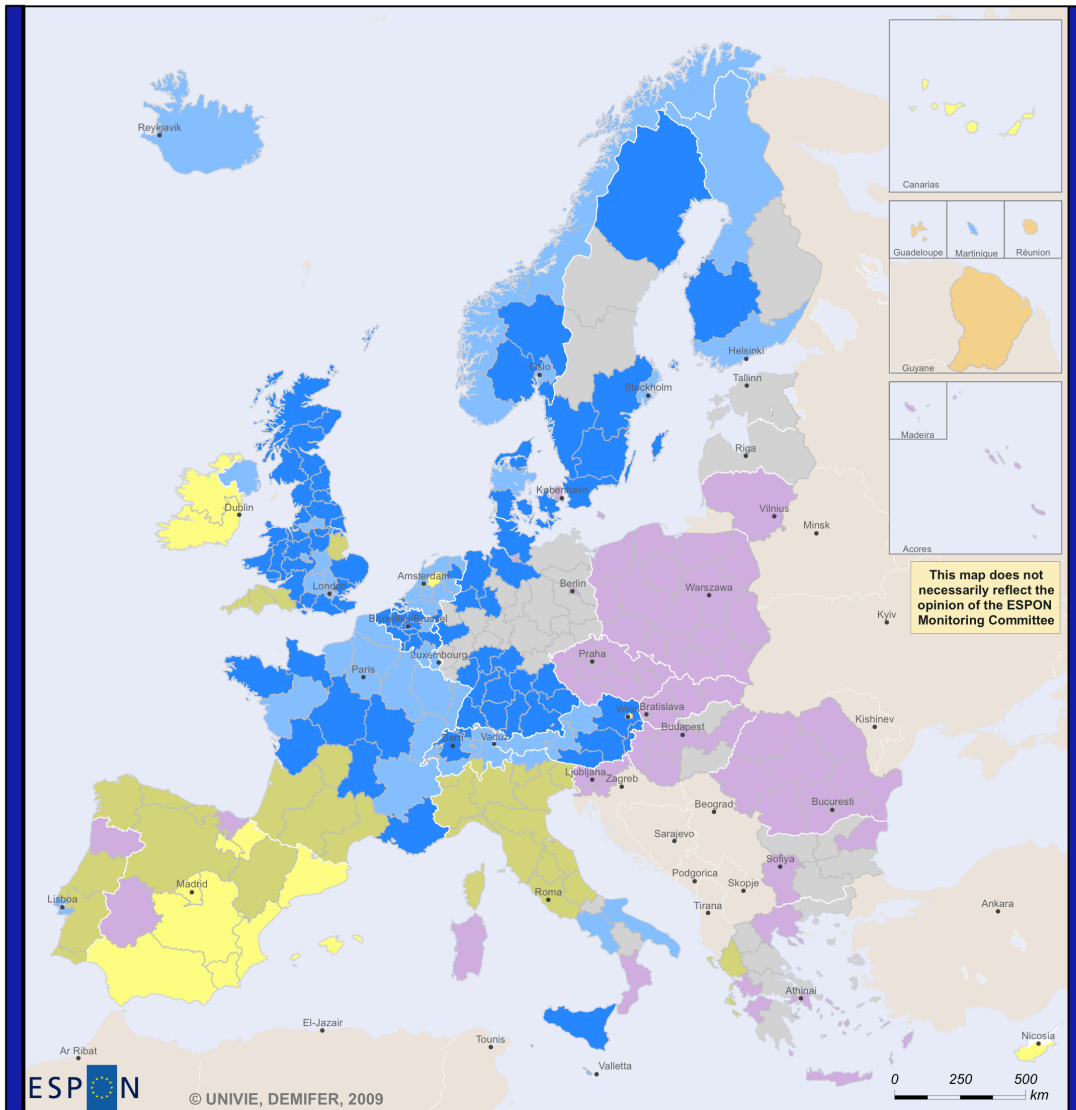 Reykjavik
Canarias
Guadeloupe
Martinique
Réunion
Guyane
Oslo
Helsinki
Stockholm
Tallinn
Madeira
Riga
København
Vilnius
Dublin
Minsk
Acores
Amsterdam
Berlin
London
Warszawa
This map does not
necessarily reflect the
opinion of the ESPON
Monitoring Committee
Bruxelles-Brussel
Kyiv
Luxembourg
Praha
Paris
Wien
Bratislava
Kishinev
Budapest
Bern
Vaduz
Ljubljana
Zagreb
Beograd
Bucuresti
Sarajevo
Sofiya
Podgorica
Skopje
Madrid
Roma
Lisboa
Tirana
Ankara
Athinai
El-Jazair
Tounis
Nicosia
Ar Ribat
Valletta
ESPON
© UNIVIE, DEMIFER, 2009
0 250 500
km